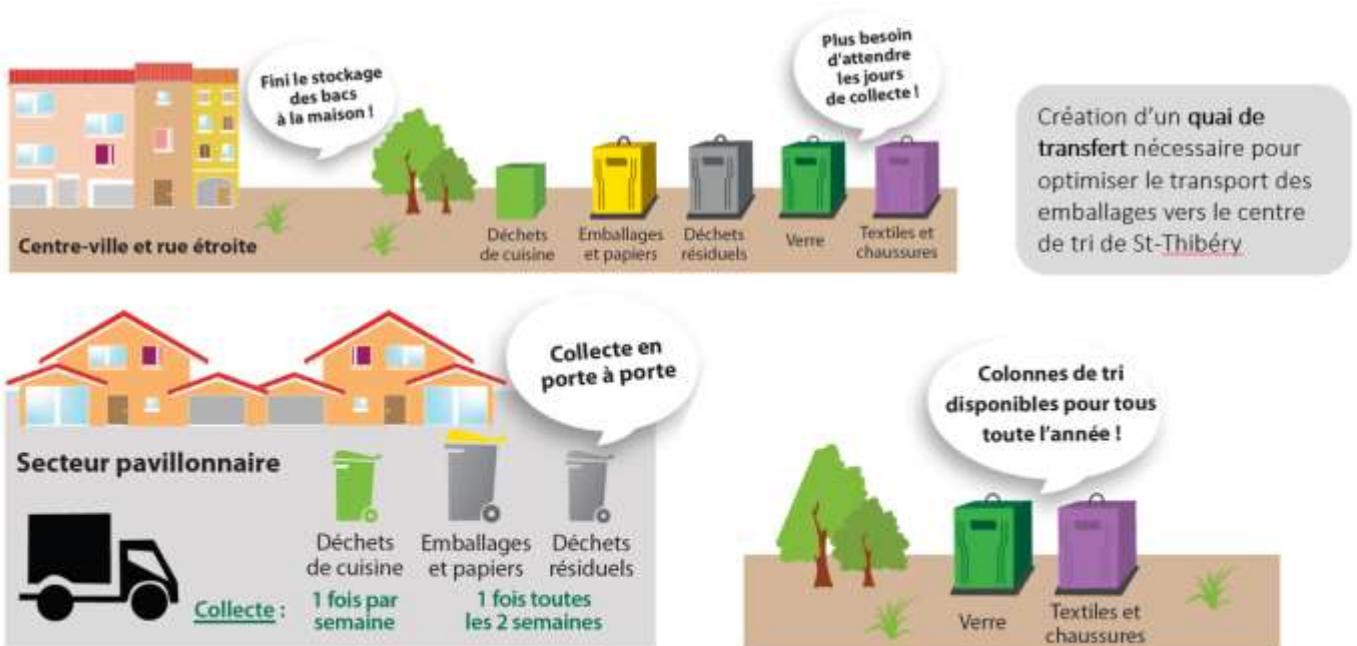 Fini le stockage
des bacs
à la maison !
Plus besoin
d'attendre
les jours
de collecte !
Centre-ville et rue étroite
Déchets
de cuisine
Emballages
et papiers
Déchets
résiduels
Verre
Textiles et
chaussures
Création d'un quai de
transfert nécessaire pour
optimiser le transport des
emballages vers le centre
de tri de St-Thibéry
Collecte en
porte à porte
Secteur pavillonnaire
Déchets
de cuisine
Emballages
et papiers
Déchets
résiduels
Collecte :
1 fois par
semaine
1 fois toutes
les 2 semaines
Colonnes de tri
disponibles pour tous
toute l'année !
Verre
Textiles et
chaussures